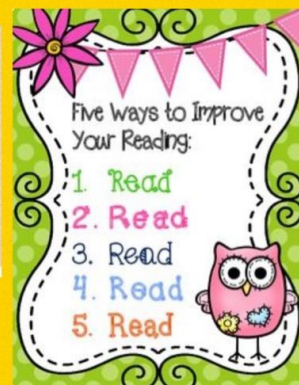 Five Ways to Improve
Your Reading:
1. Read
2. Read
3. Read
4. Read
5. Read